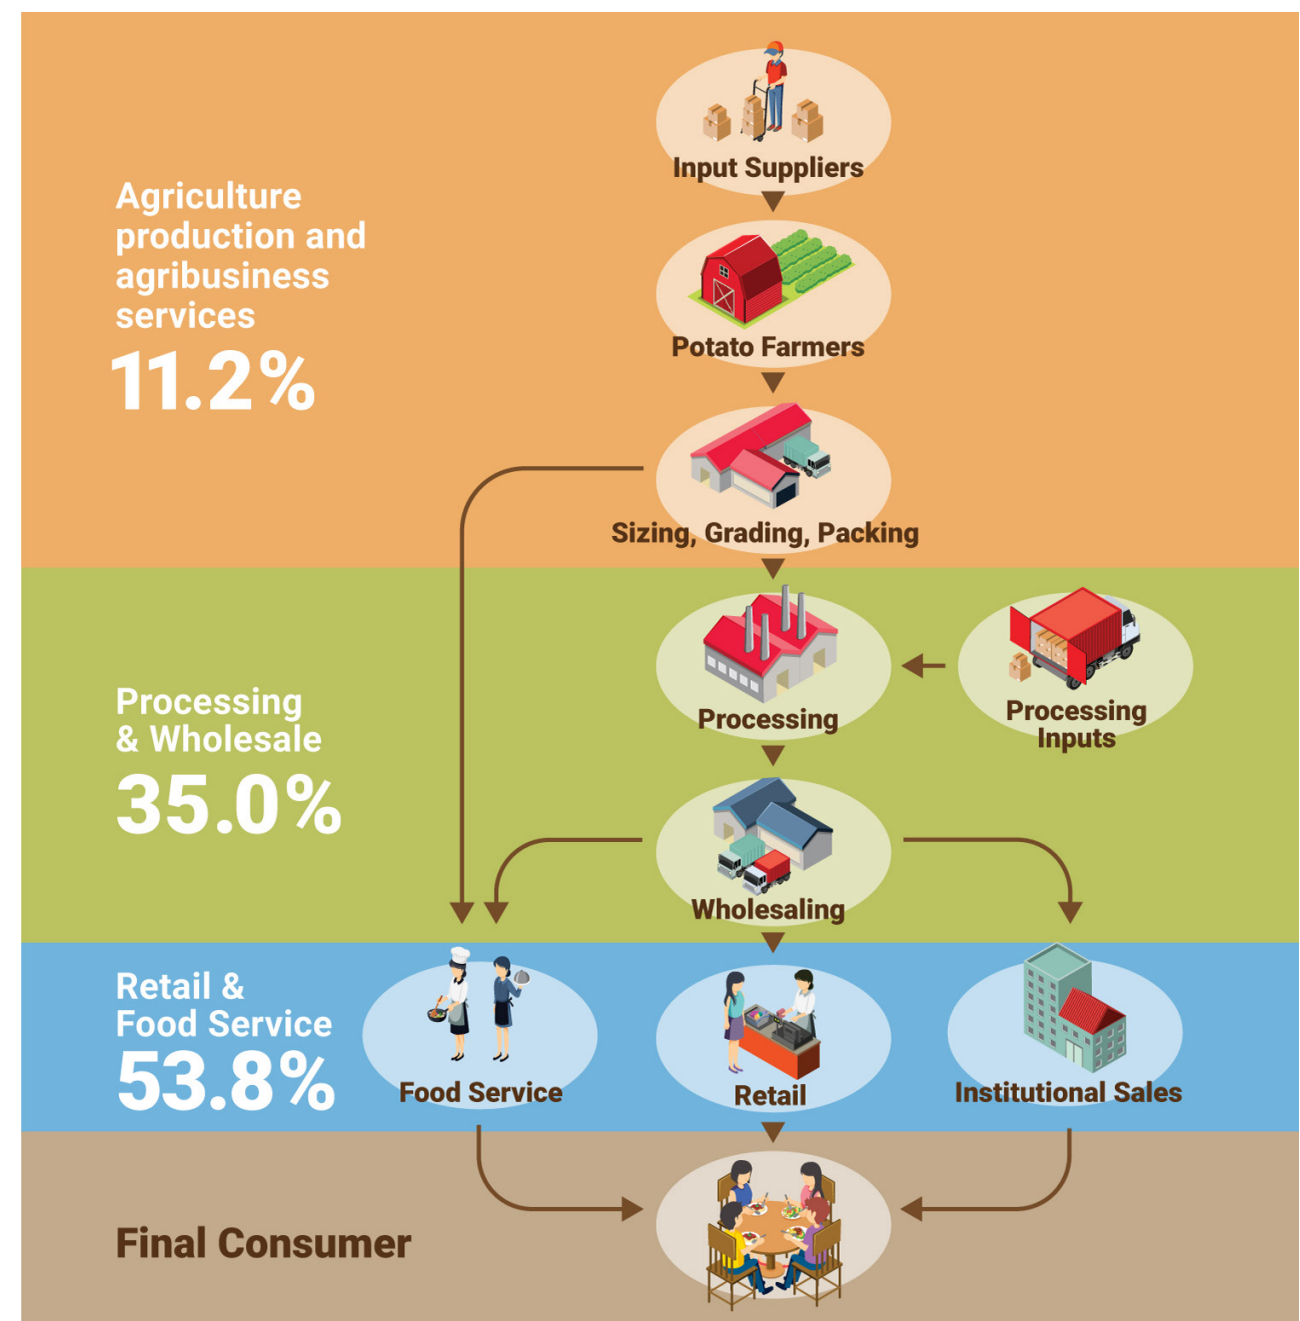 Input Suppliers
Agriculture
production and
agribusiness
services
11.2%
Potato Farmers
Sizing, Grading, Packing
Processing
& Wholesale
35.0%
Processing
Processing
Inputs
Wholesaling
Retail &
Food Service
53.8%
Food Service
Retail
Institutional Sales
Final Consumer